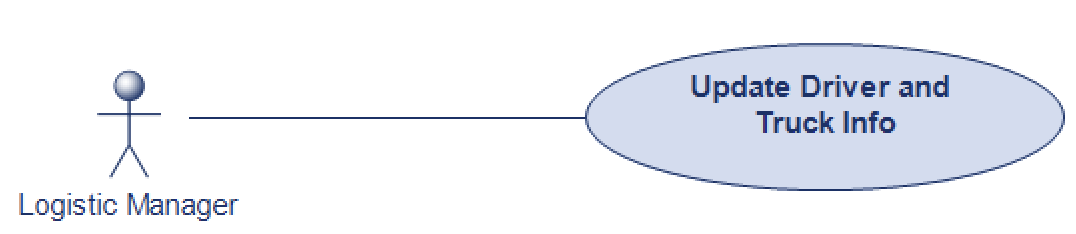 Update Driver and
Truck Info
Logistic Manager